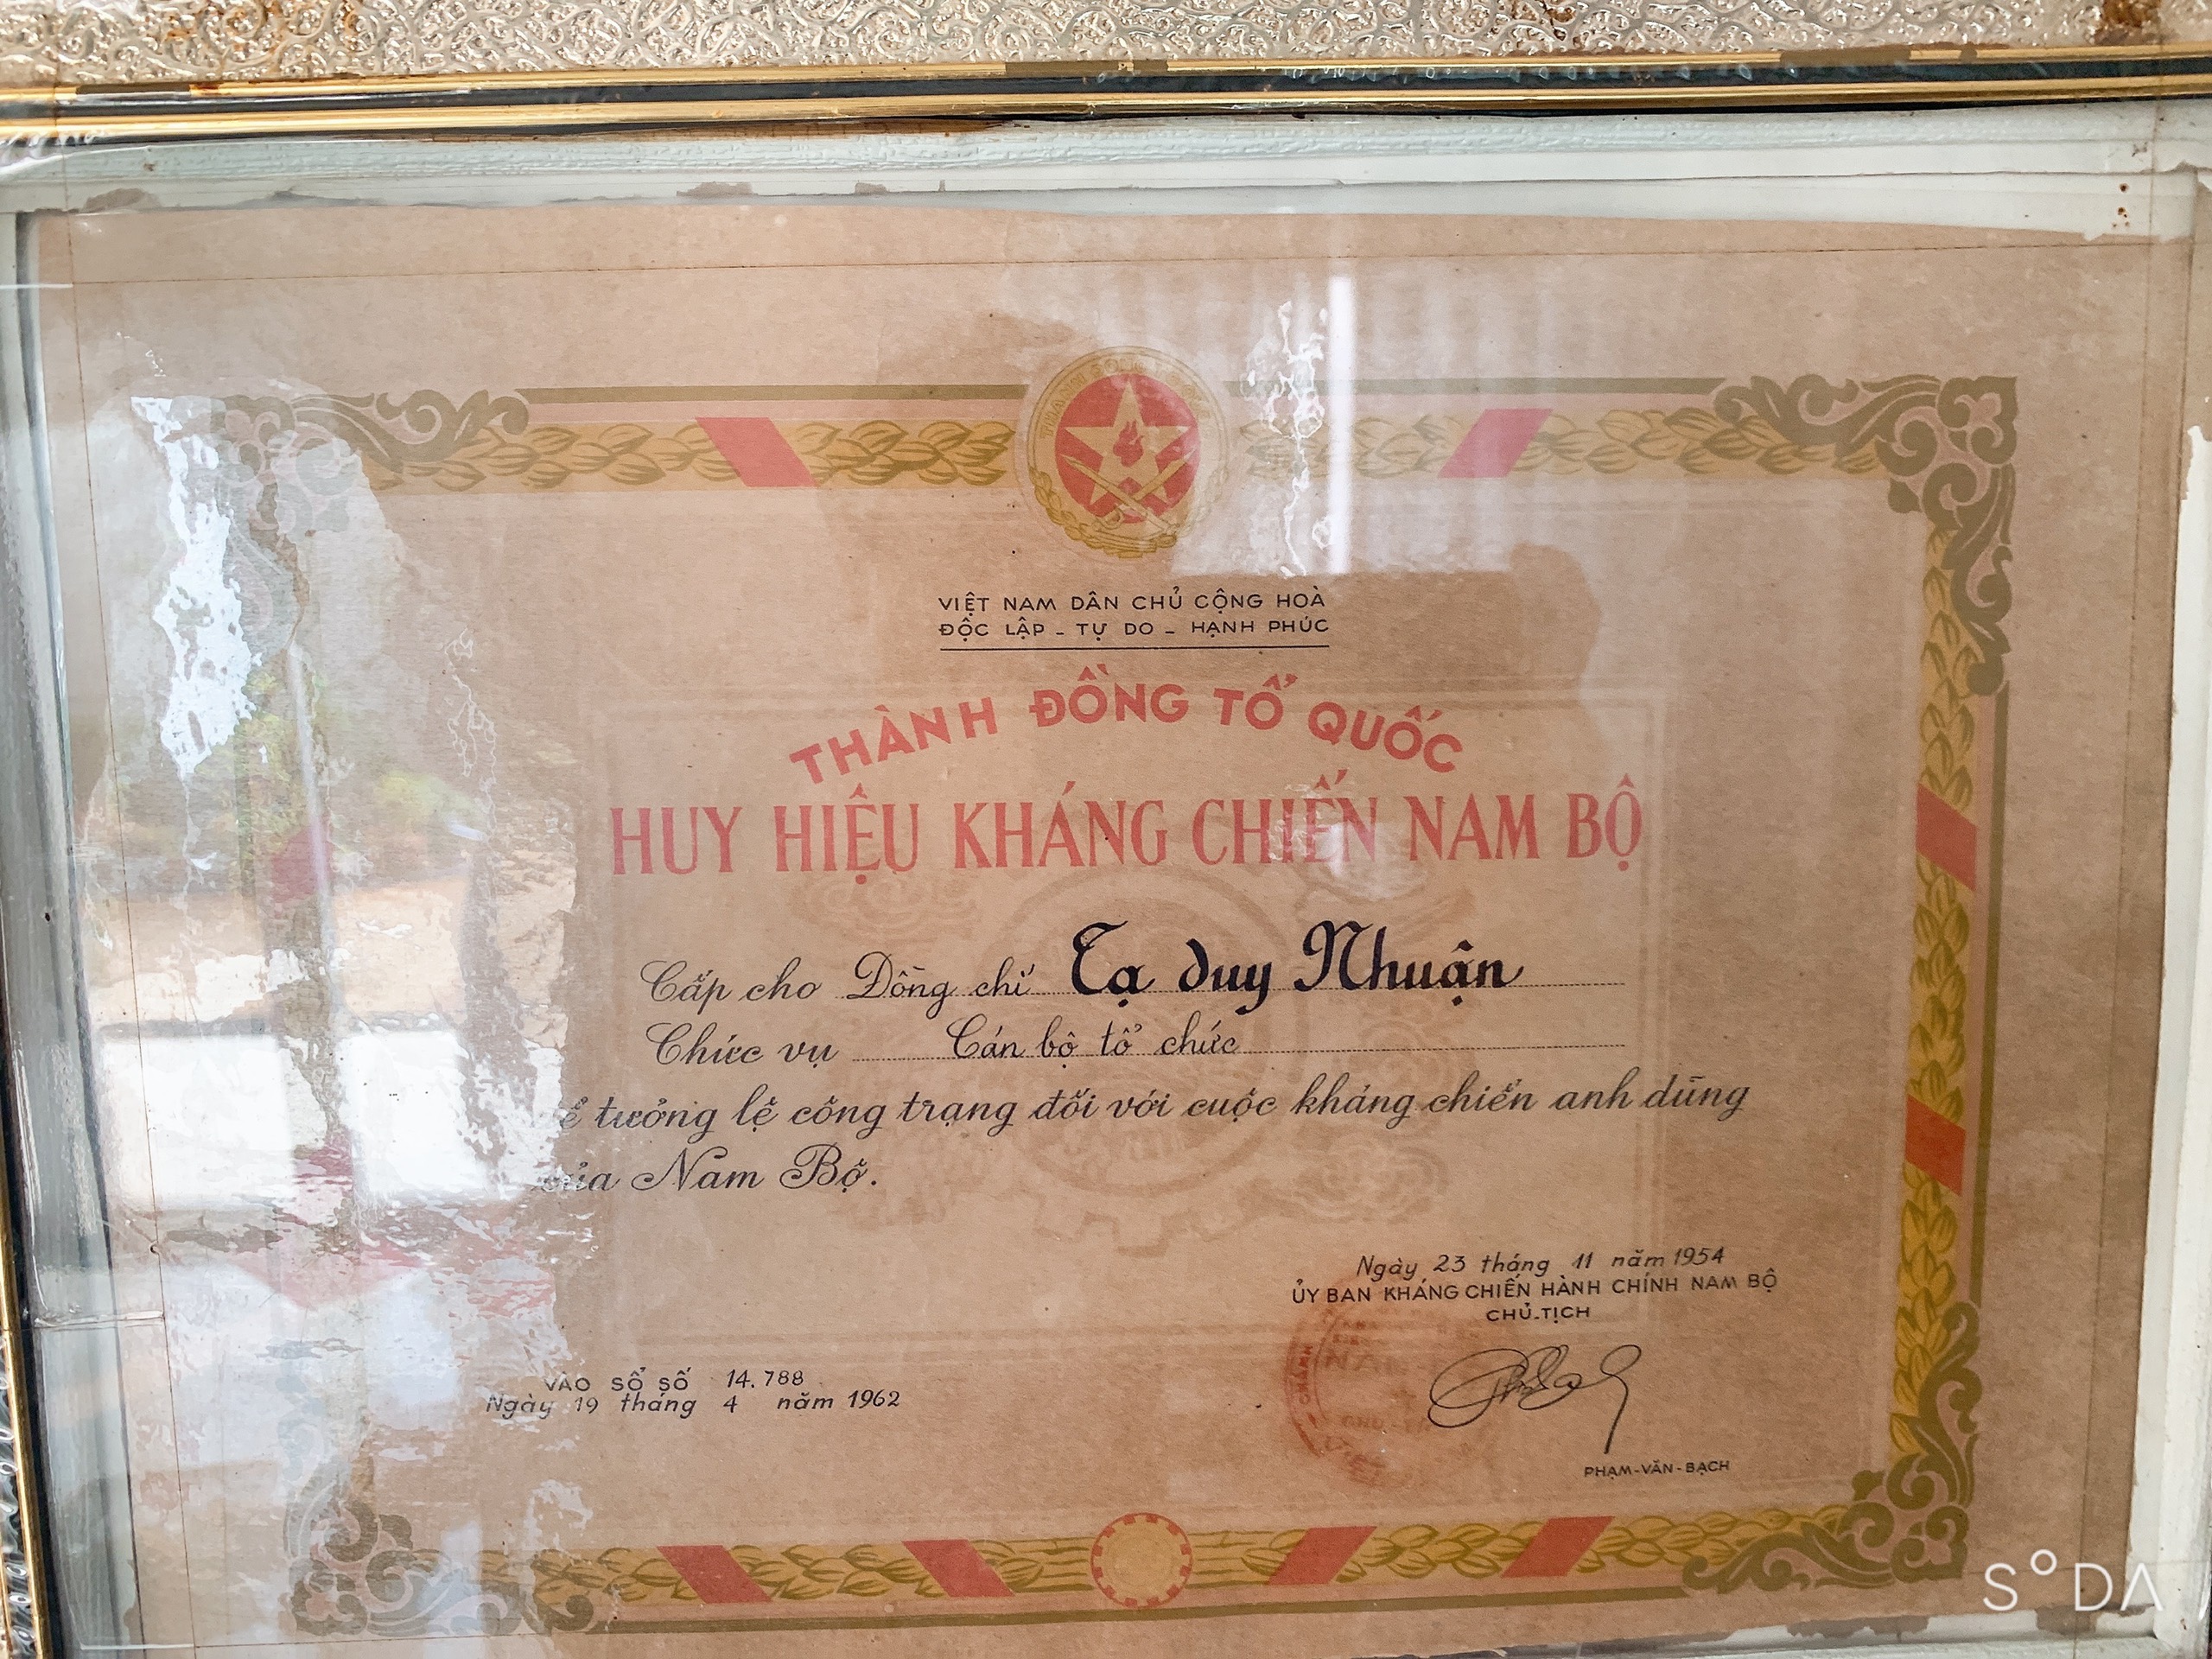 VIỆT NAM DÂN CHỦ CỘNG HOÀ
ĐỘC LẬP _ TỰ DO _ HẠNH PHÚC
THÀNH ĐỒNG TỔ QUỐC
HUY HIỆU KHÁNG CHIẾN NAM BỘ
Cấp cho Đồng chí Tạ duy Nhuận
Chức vụ Cán bộ tổ chức
tưởng lệ công trạng đối với cuộc kháng chiến anh dũng
của Nam Bộ.
Ngày 23 tháng 11 năm 1954
ỦY BAN KHÁNG CHIẾN HÀNH CHÍNH NAM BỘ
CHỦ-TỊCH
VÀO SỔ SỐ 14.788
Ngày 19 tháng 4 năm 1962
PHẠM-VĂN-BẠCH
SODA